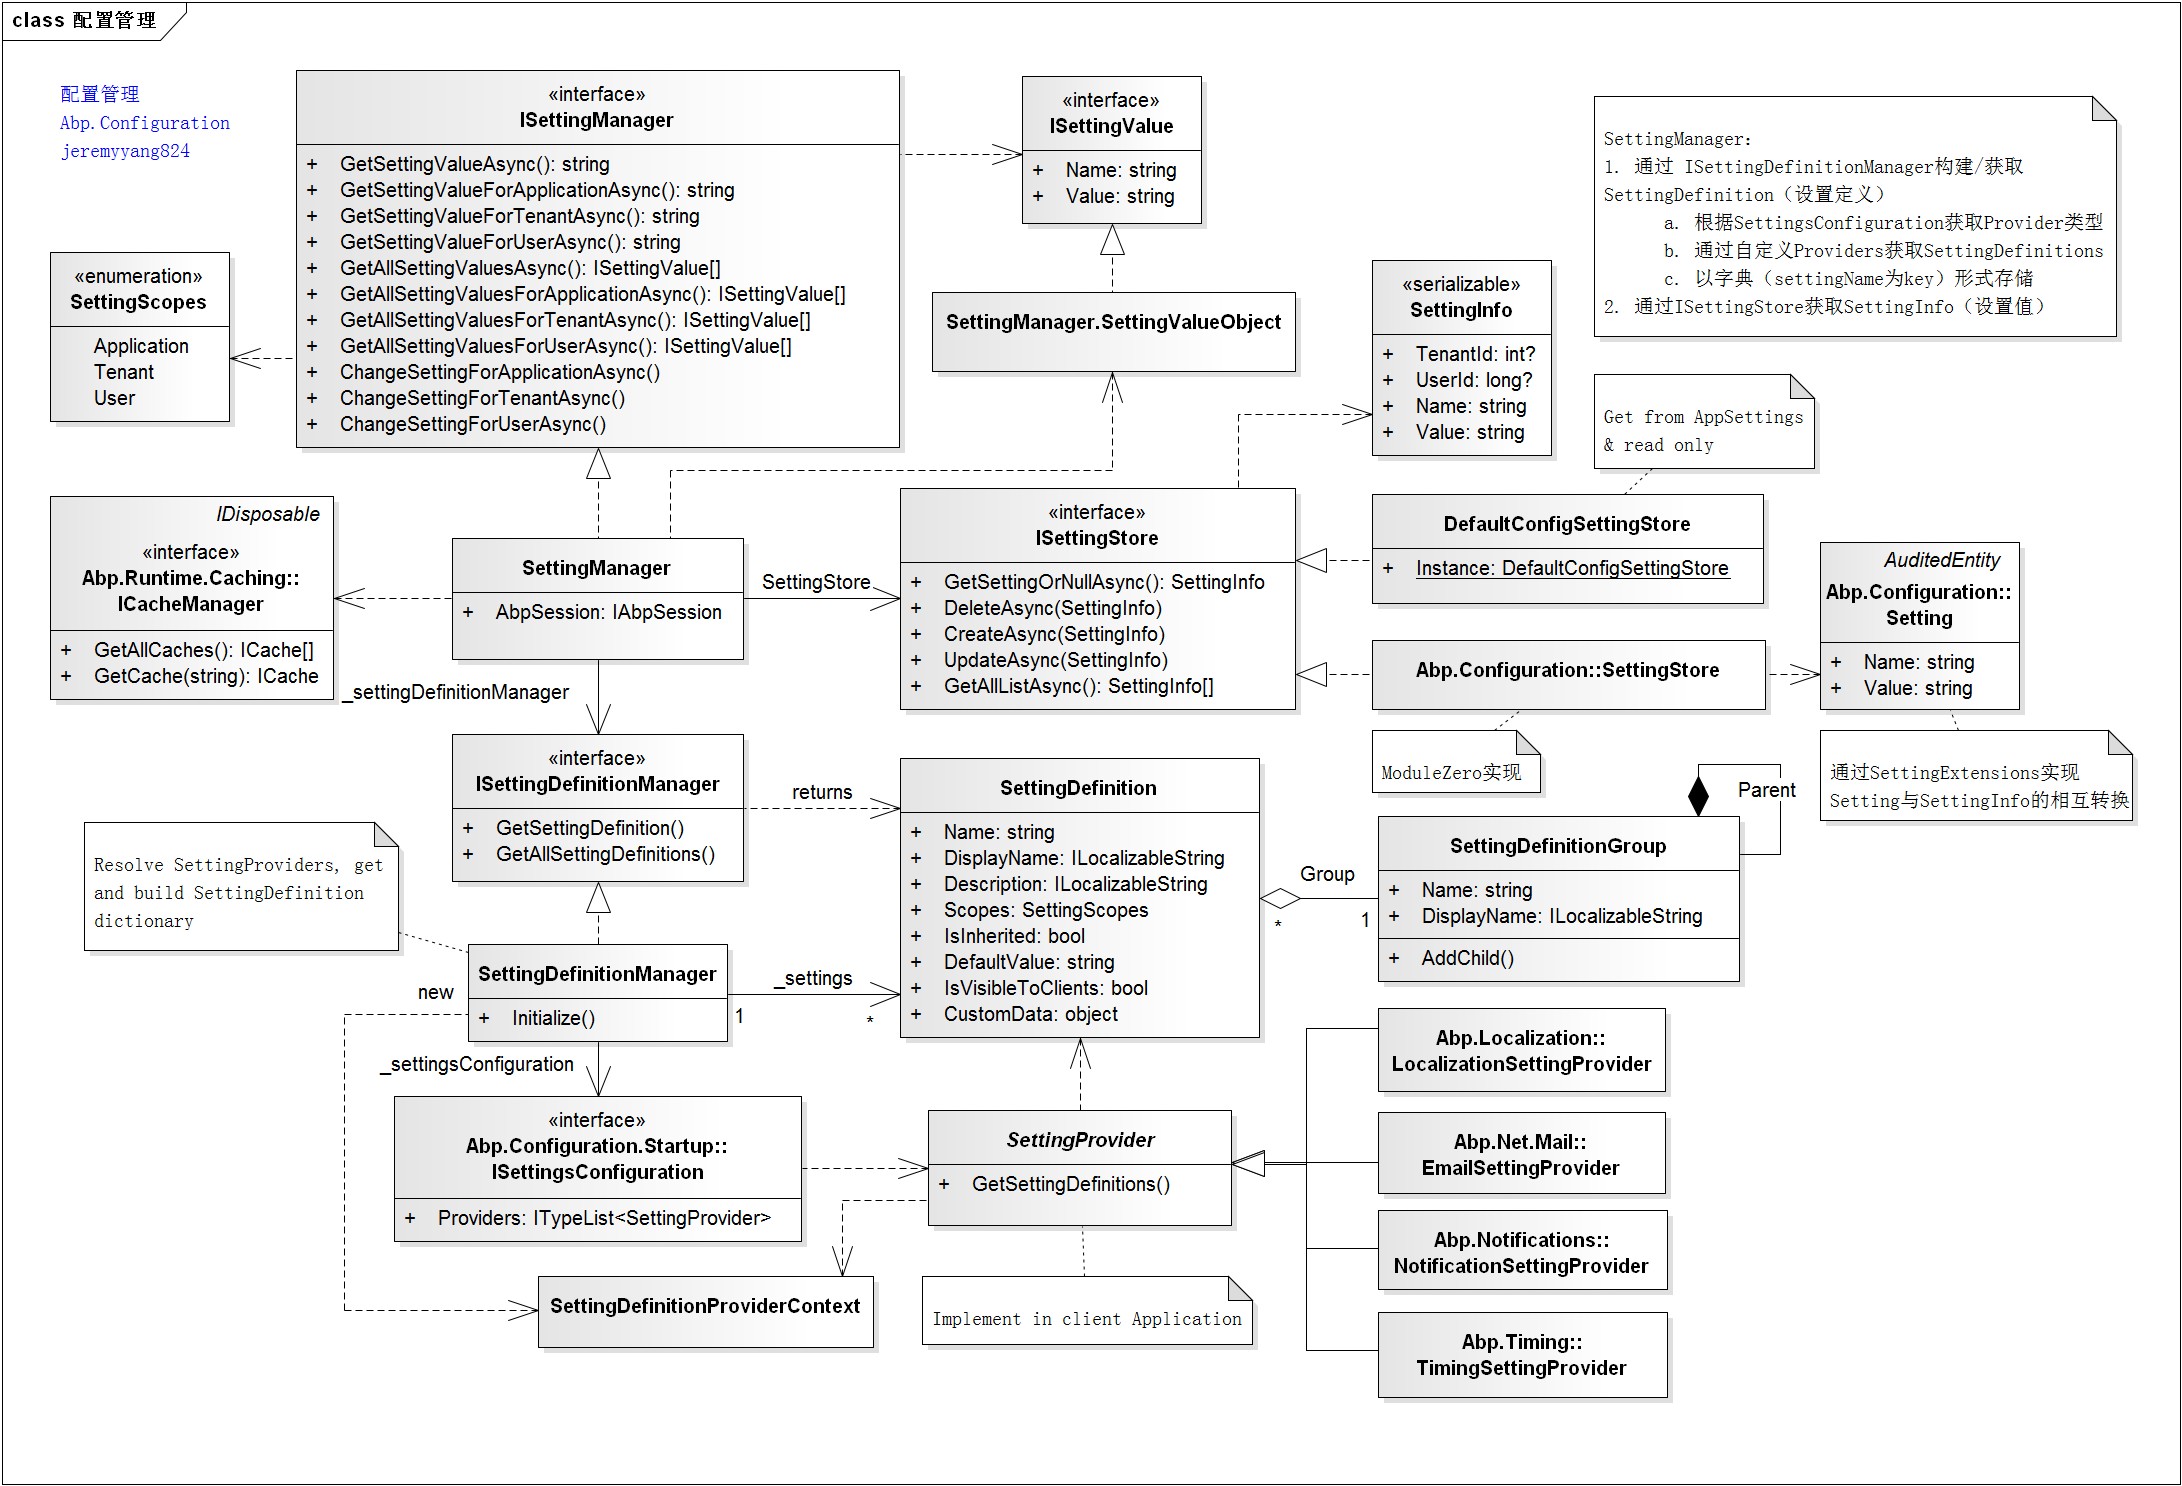 class 配置管理
配置管理
Abp.Configuration
jeremyyang824
«interface»
ISettingManager
+ GetSettingValueAsync(): string
+ GetSettingValueForApplicationAsync(): string
+ GetSettingValueForTenantAsync(): string
+ GetSettingValueForUserAsync(): string
+ GetAllSettingValuesAsync(): ISettingValue[]
+ GetAllSettingValuesForApplicationAsync(): ISettingValue[]
+ GetAllSettingValuesForTenantAsync(): ISettingValue[]
+ GetAllSettingValuesForUserAsync(): ISettingValue[]
+ ChangeSettingForApplicationAsync()
+ ChangeSettingForTenantAsync()
+ ChangeSettingForUserAsync()
«interface»
ISettingValue
+ Name: string
+ Value: string
SettingManager：
1. 通过 ISettingDefinitionManager构建/获取
SettingDefinition（设置定义）
a. 根据SettingsConfiguration获取Provider类型
b. 通过自定义Providers获取SettingDefinitions
c. 以字典（settingName为key）形式存储
2. 通过ISettingStore获取SettingInfo（设置值）
«enumeration»
SettingScopes
Application
Tenant
User
SettingManager.SettingValueObject
«serializable»
SettingInfo
+ TenantId: int?
+ UserId: long?
+ Name: string
+ Value: string
Get from AppSettings
& read only
IDisposable
«interface»
Abp.Runtime.Caching::
ICacheManager
+ GetAllCaches(): ICache[]
+ GetCache(string): ICache
SettingManager
+ AbpSession: IAbpSession
SettingStore
«interface»
ISettingStore
+ GetSettingOrNullAsync(): SettingInfo
+ DeleteAsync(SettingInfo)
+ CreateAsync(SettingInfo)
+ UpdateAsync(SettingInfo)
+ GetAllListAsync(): SettingInfo[]
DefaultConfigSettingStore
+ Instance: DefaultConfigSettingStore
AuditedEntity
Abp.Configuration::
Setting
+ Name: string
+ Value: string
Abp.Configuration::SettingStore
_settingDefinitionManager
ModuleZero实现
通过SettingExtensions实现
Setting与SettingInfo的相互转换
«interface»
ISettingDefinitionManager
+ GetSettingDefinition()
+ GetAllSettingDefinitions()
returns
SettingDefinition
+ Name: string
+ DisplayName: ILocalizableString
+ Description: ILocalizableString
+ Scopes: SettingScopes
+ IsInherited: bool
+ DefaultValue: string
+ IsVisibleToClients: bool
+ CustomData: object
Parent
SettingDefinitionGroup
+ Name: string
+ DisplayName: ILocalizableString
+ AddChild()
Group
*
1
Resolve SettingProviders, get
and build SettingDefinition
dictionary
SettingDefinitionManager
+ Initialize()
new
_settings
1
*
_settingsConfiguration
«interface»
Abp.Configuration.Startup::
ISettingsConfiguration
+ Providers: ITypeList<SettingProvider>
SettingProvider
+ GetSettingDefinitions()
Abp.Localization::
LocalizationSettingProvider
Abp.Net.Mail::
EmailSettingProvider
Abp.Notifications::
NotificationSettingProvider
Abp.Timing::
TimingSettingProvider
SettingDefinitionProviderContext
Implement in client Application